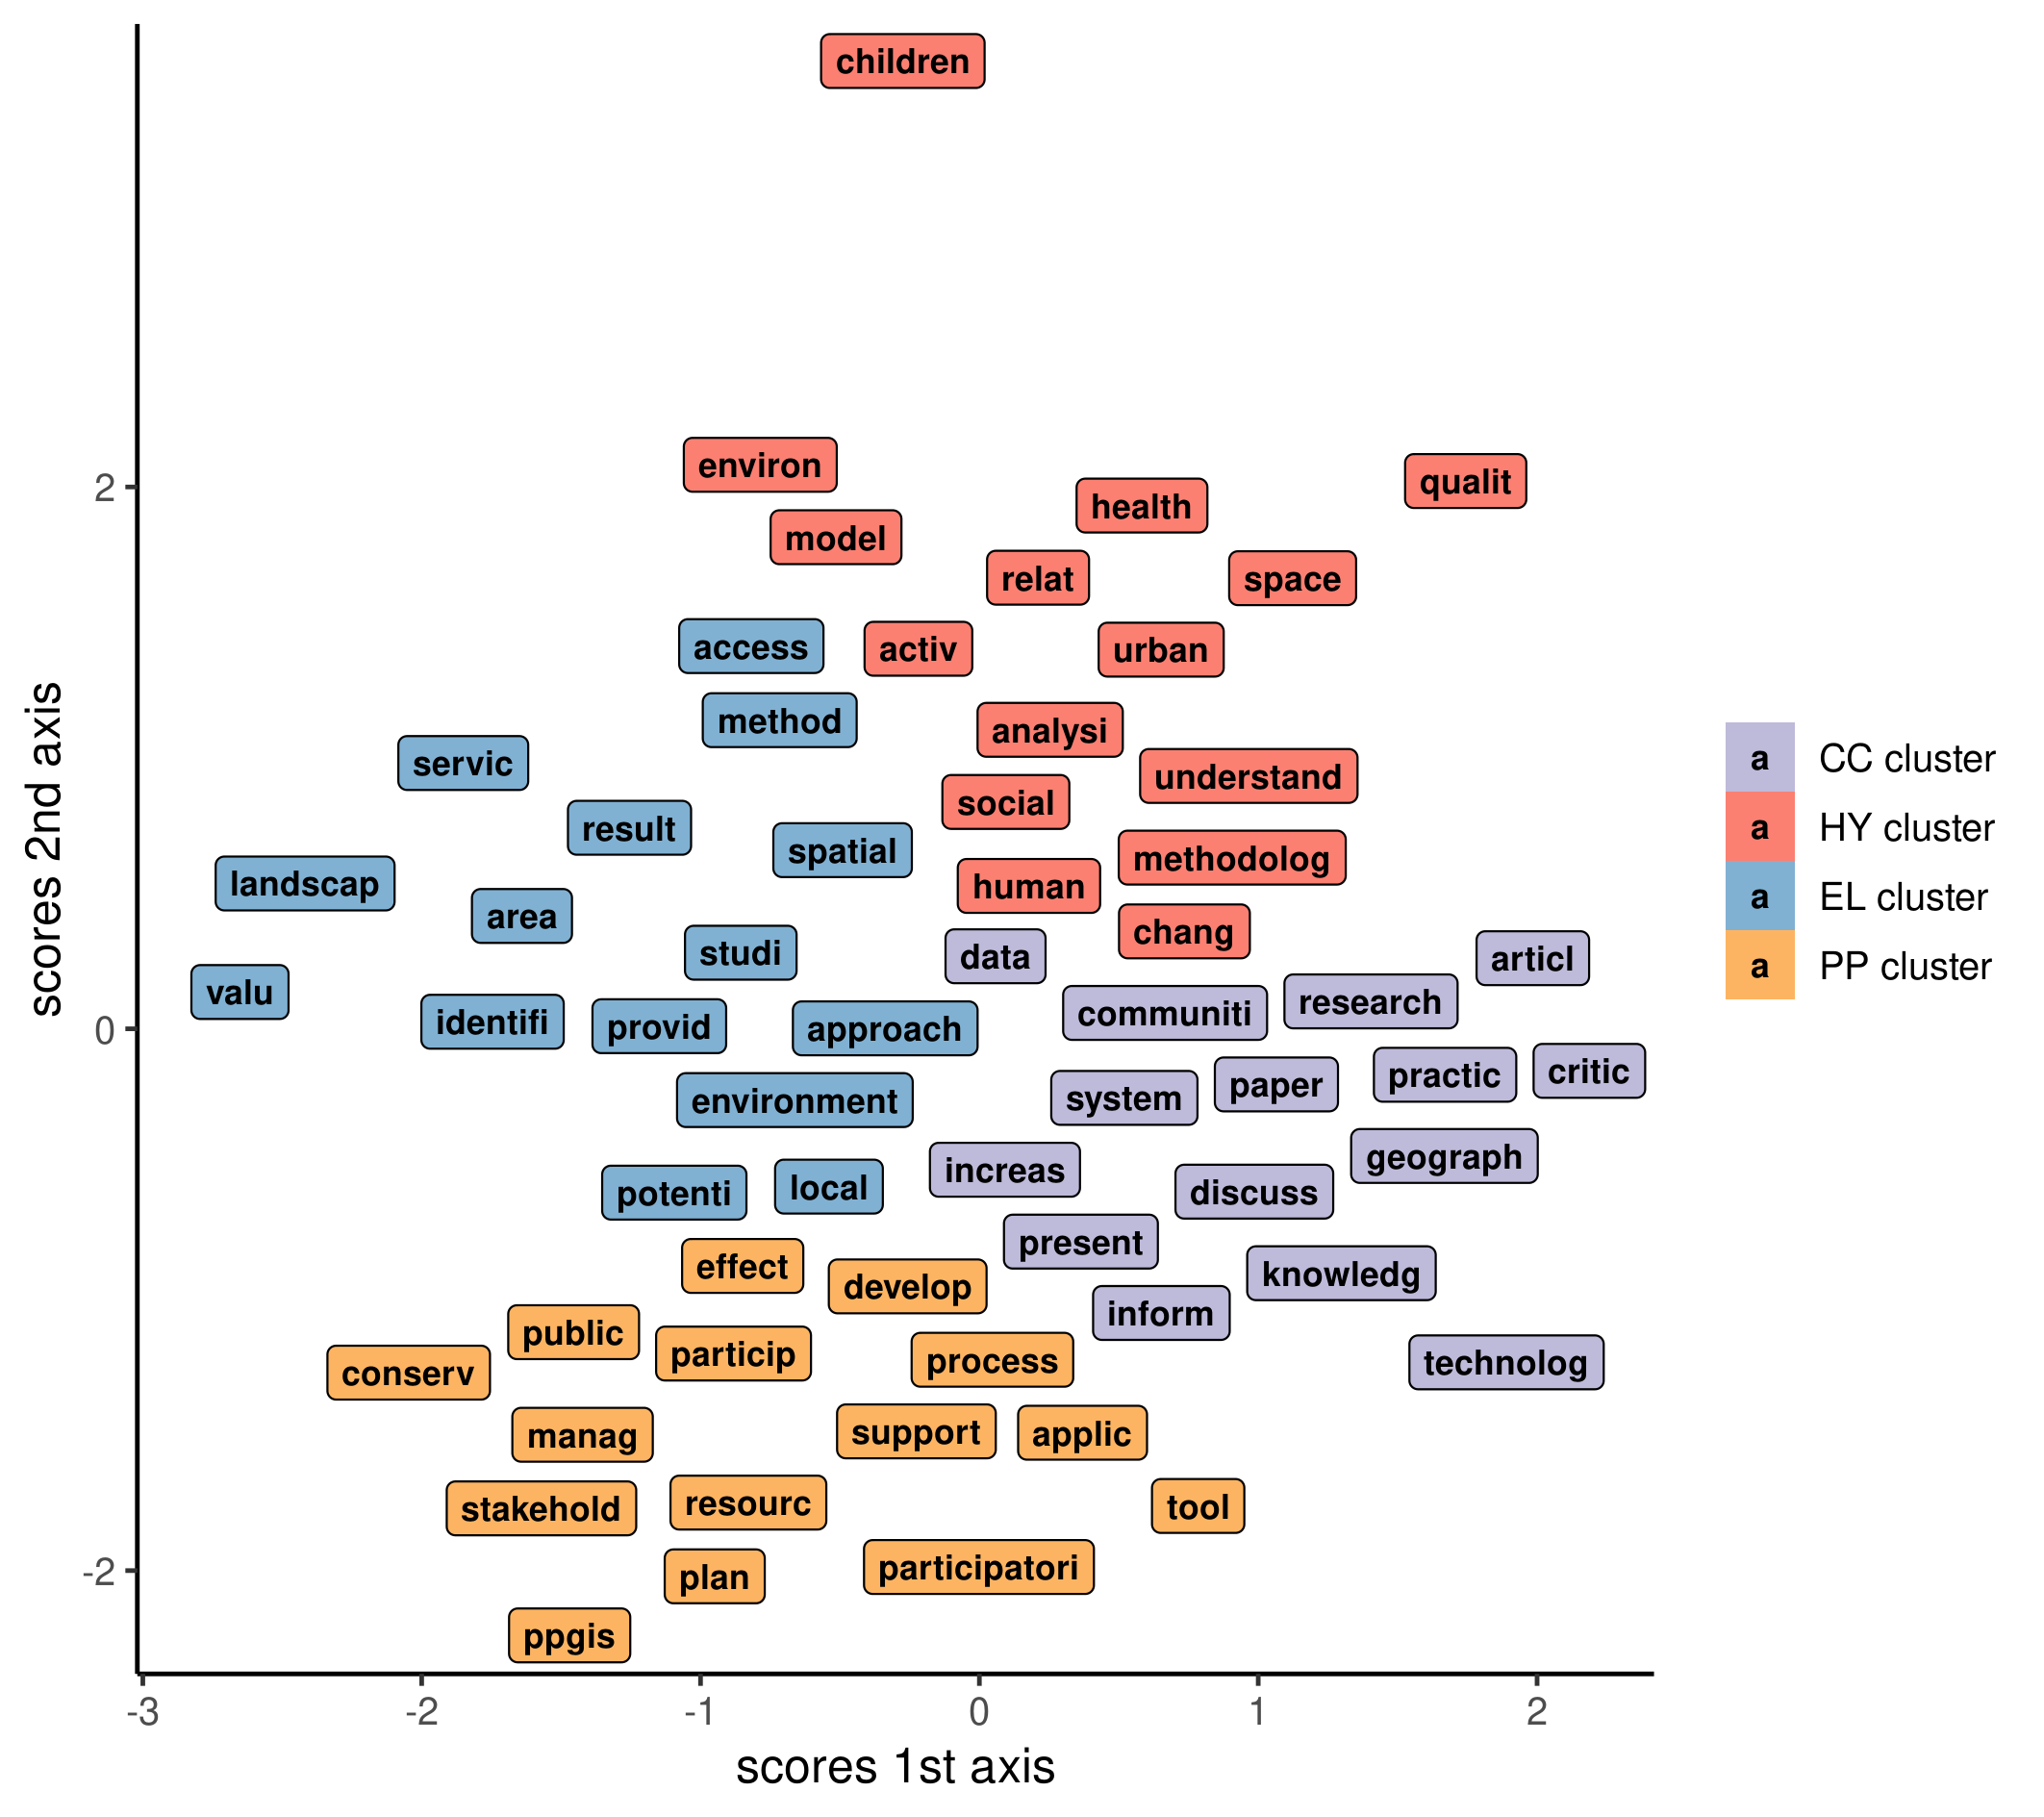 children
environ
qualit
health
model
relat
space
access
activ
urban
method
analysi
servic
understand
social
result
spatial
methodolog
landscap
human
area
chang
studi
data
articl
valu
research
communiti
identifi
provid
approach
critic
practic
paper
system
environment
geograph
increas
local
discuss
potenti
present
effect
knowledg
develop
inform
public
particip
process
technolog
conserv
support
applic
manag
resourc
tool
stakehold
participatori
plan
ppgis
scores 2nd axis
2
0
-2
-3 -2 -1 0 1 2
scores 1st axis
a CC cluster
a HY cluster
a EL cluster
a PP cluster